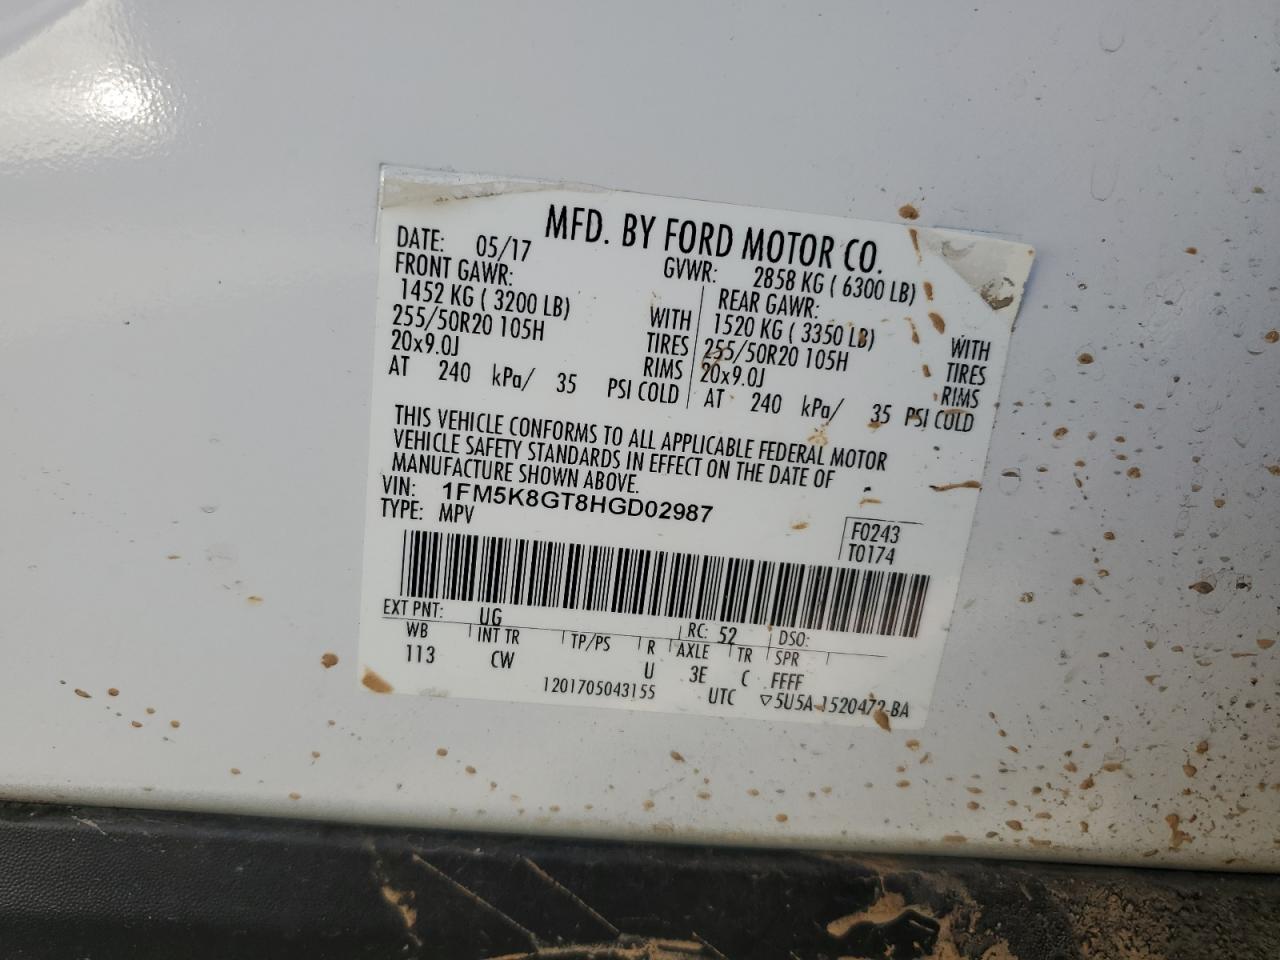 MFD. BY FORD MOTOR CO.
DATE: 05/17 GVWR: 2858 KG ( 6300 LB)
FRONT GAWR: REAR GAWR:
1452 KG ( 3200 LB) WITH 1520 KG ( 3350 LB) WITH
255/50R20 105H TIRES 255/50R20 105H TIRES
20x9.0J RIMS 20x9.0J RIMS
AT 240 kPa/ 35 PSI COLD AT 240 kPa/ 35 PSI COLD
THIS VEHICLE CONFORMS TO ALL APPLICABLE FEDERAL MOTOR
VEHICLE SAFETY STANDARDS IN EFFECT ON THE DATE OF
MANUFACTURE SHOWN ABOVE.
VIN: 1FM5K8GT8HGD02987
TYPE: MPV
F0243
T0174
EXT PNT: UG RC: 52 DSO:
WB INT TR TP/PS R AXLE TR SPR
113 CW U 3E C FFFF
1201705043155 UTC ▽5U5A-1520472-BA